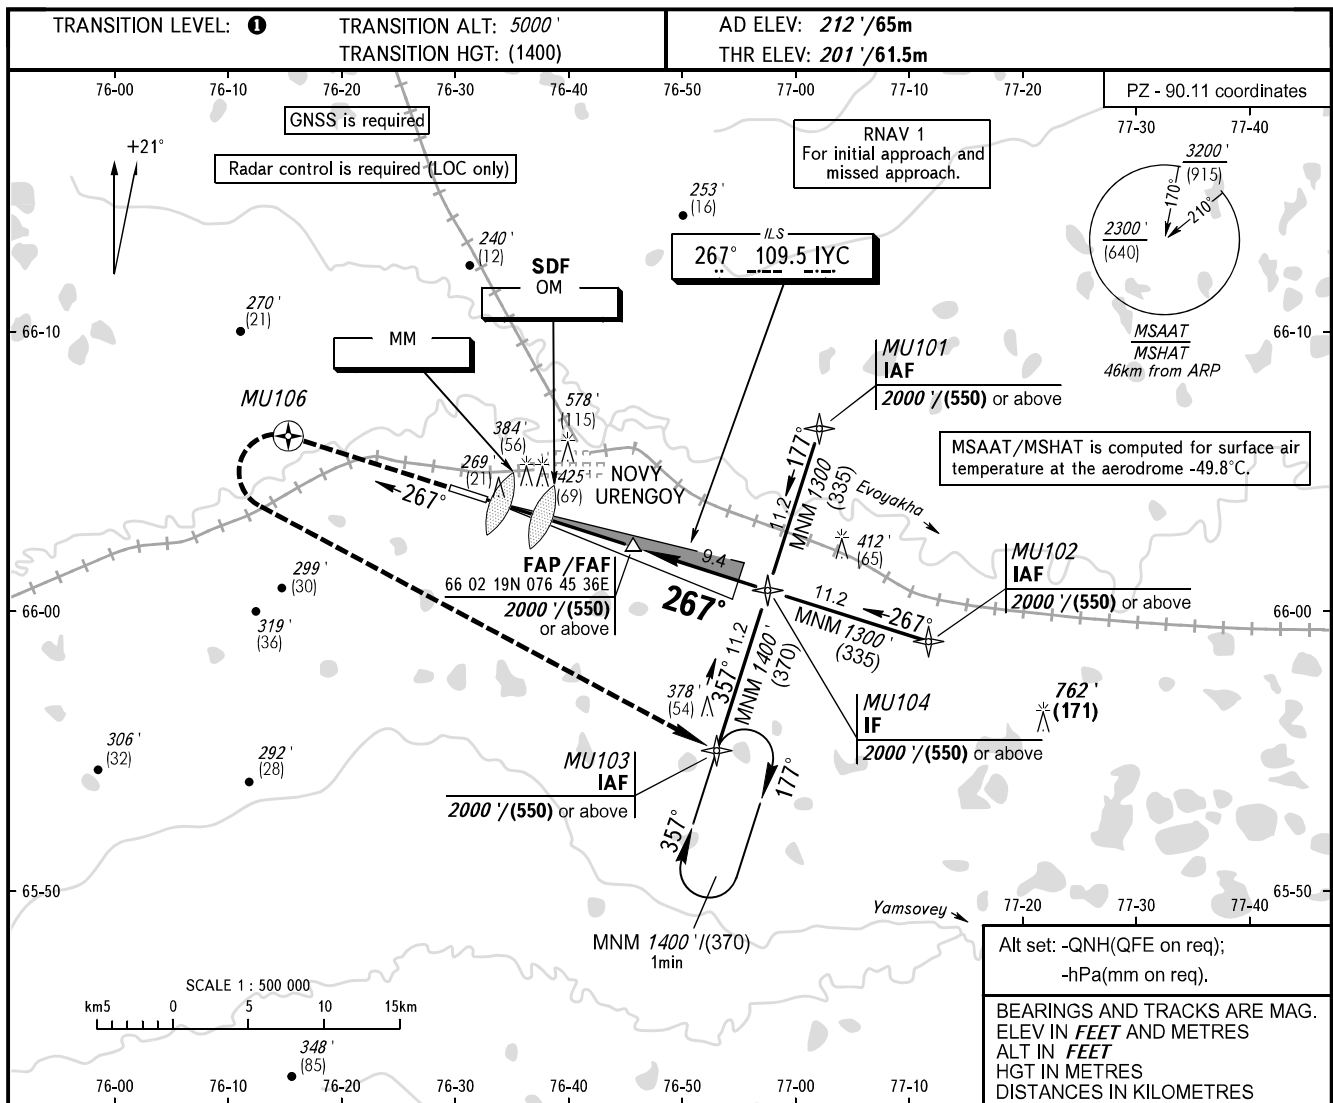 TRANSITION LEVEL: ❶
TRANSITION ALT: 5000'
TRANSITION HGT: (1400)
AD ELEV: 212'/65m
THR ELEV: 201'/61.5m
76-00 76-10 76-20 76-30 76-40 76-50 77-00 77-10 77-20
PZ - 90.11 coordinates
77-30 77-40
GNSS is required
Radar control is required (LOC only)
+21°
RNAV 1
For initial approach and
missed approach.
3200'
(915)
170°
210°
2300'
(640)
MSAAT
MSHAT
46km from ARP
253'
(16)
240'
(12)
ILS
267° 109.5 IYC
SDF
OM
270'
(21)
66-10
66-10
MM
MU101
IAF
2000'/(550) or above
MU106
578'
(115)
384'
(56)
269'
(21)
425'
(69)
NOVY
URENGOY
177°
11.2
MNM 1300'
(335)
MSAAT/MSHAT is computed for surface air
temperature at the aerodrome -49.8°C.
Evoyakha
267°
412'
(65)
MU102
IAF
2000'/(550) or above
9.4
FAP/FAF
66 02 19N 076 45 36E
2000'/(550)
or above
267°
299'
(30)
319'
(36)
66-00
66-00
11.2
267°
MNM 1300'
(335)
11.2
357°
MNM 1400'
(370)
378'
(54)
MU104
IF
2000'/(550) or above
762'
(171)
306'
(32)
292'
(28)
MU103
IAF
2000'/(550) or above
177°
357°
65-50
65-50
77-20 77-30 77-40
Yamsovey
MNM 1400'/(370)
1min
Alt set: -QNH(QFE on req);
-hPa(mm on req).
SCALE 1 : 500 000
km5 0 5 10 15km
BEARINGS AND TRACKS ARE MAG.
ELEV IN FEET AND METRES
ALT IN FEET
HGT IN METRES
DISTANCES IN KILOMETRES
348'
(85)
76-00 76-10 76-20 76-30 76-40 76-50 77-00 77-10